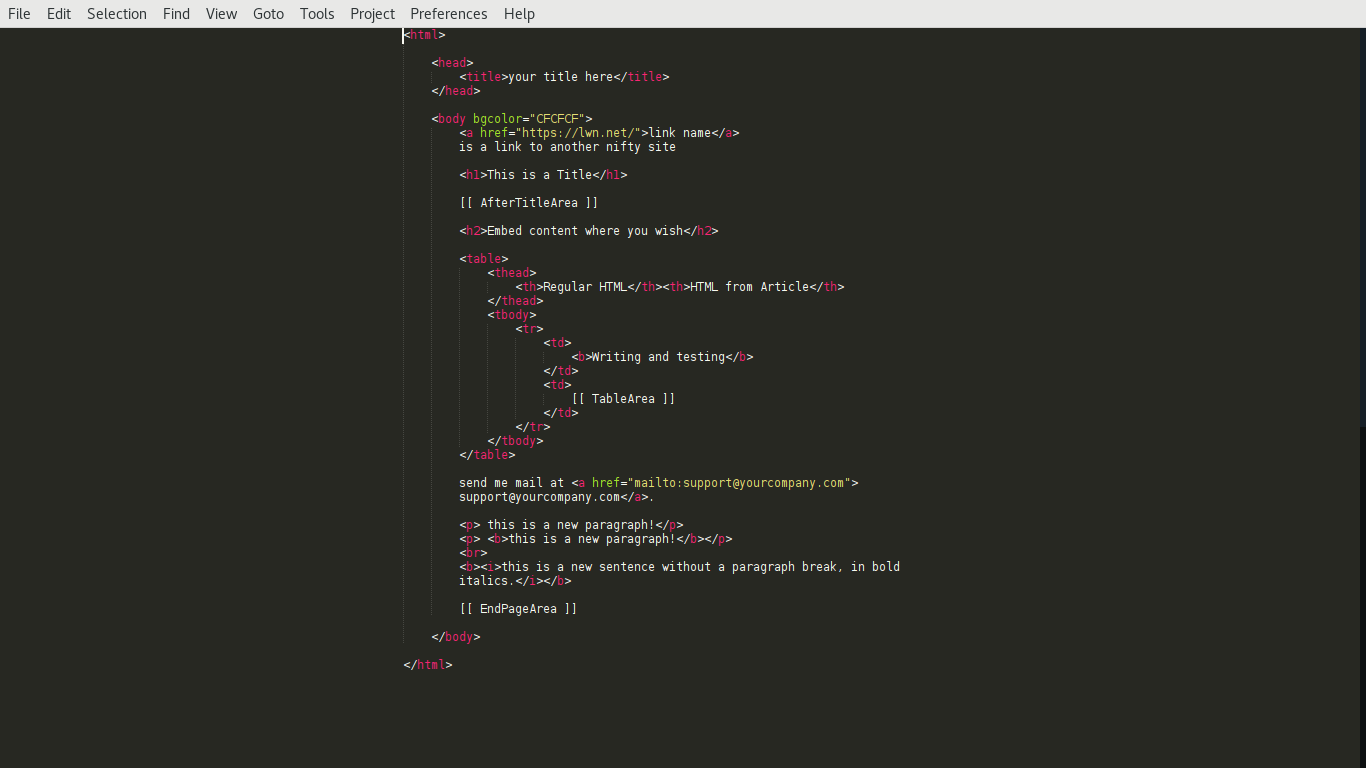 File Edit Selection Find View Goto Tools Project Preferences Help
<html>
<head>
<title>your title here</title>
</head>
<body bgcolor="CFCFCF">
<a href="https://lwn.net/">link name</a>
is a link to another nifty site
<h1>This is a Title</h1>
[[ AfterTitleArea ]]
<h2>Embed content where you wish</h2>
<table>
<thead>
<th>Regular HTML</th><th>HTML from Article</th>
</thead>
<tbody>
<tr>
<td>
<b>Writing and testing</b>
</td>
<td>
[[ TableArea ]]
</td>
</tr>
</tbody>
</table>
send me mail at <a href="mailto:support@yourcompany.com">
support@yourcompany.com</a>.
<p> this is a new paragraph!</p>
<p> <b>this is a new paragraph!</b></p>
<br>
<b><i>this is a new sentence without a paragraph break, in bold
italics.</i></b>
[[ EndPageArea ]]
</body>
</html>